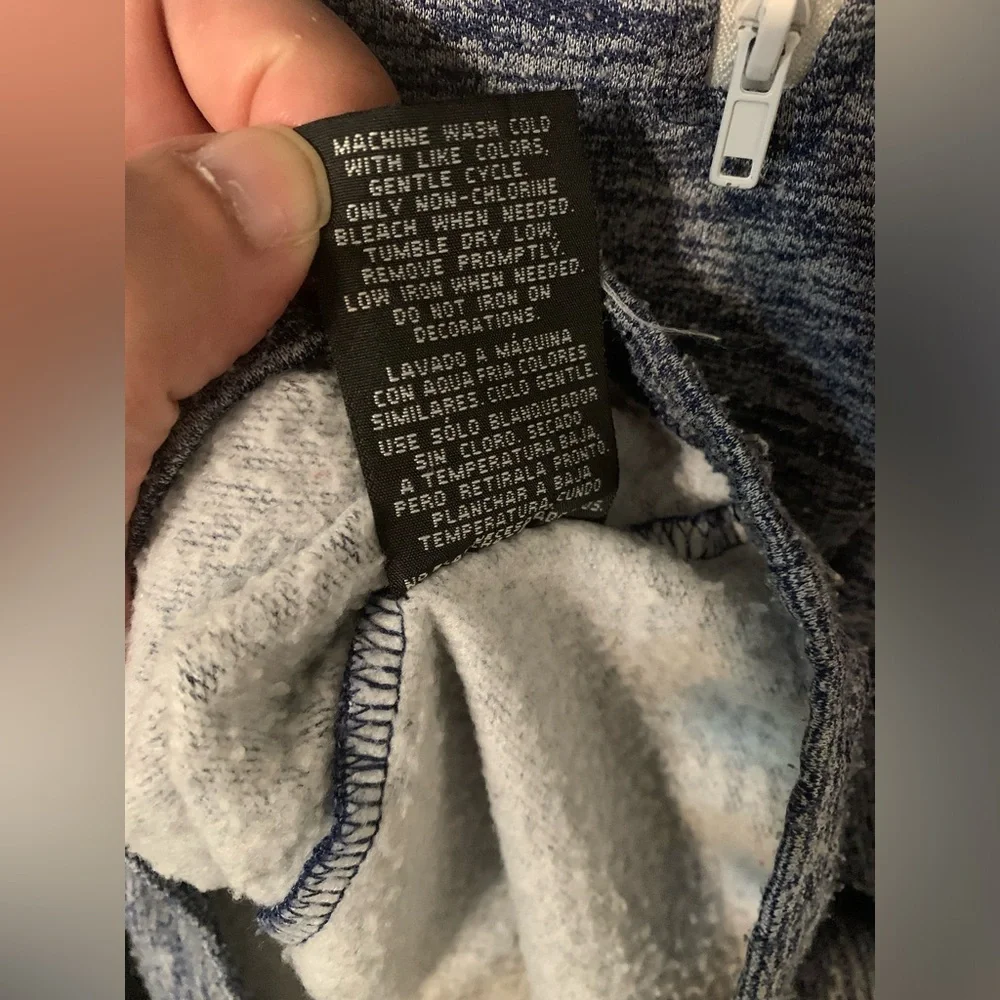 MACHINE WASH COLD
WITH LIKE COLORS,
GENTLE CYCLE
ONLY NON-CHLORINE
BLEACH WHEN NEEDED.
TUMBLE DRY LOW,
REMOVE PROMPTLY.
LOW IRON WHEN NEEDED.
DO NOT IRON ON
DECORATIONS.
LAVADO A MÁQUINA
CON AQUA FRIA COLORES
SIMILARES, CICLO GENTLE
USE SÓLO BLANQUEADOR
SIN CLORO. SECADO
A TEMPERATURA BAJA,
PERO RETIRALA PRONTO
PLANCHAR A BAJA
TEMPERATURA, CUNDO